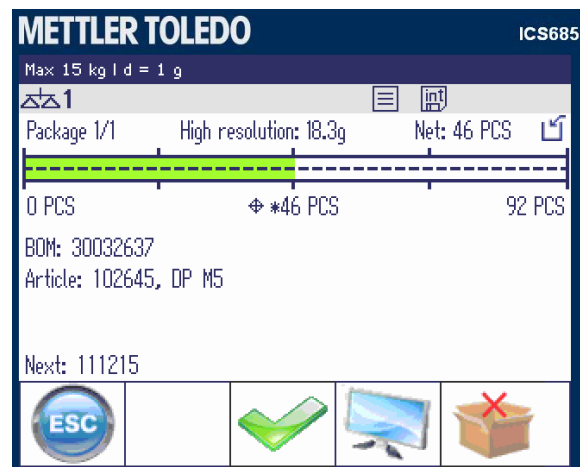 METTLER TOLEDO
ICS685
Max 15 kg | d = 1 g
1
int
Package 1/1 High resolution: 18.3g Net: 46 PCS
0 PCS *46 PCS 92 PCS
BOM: 30032637
Article: 102645, DP M5
Next: 111215
ESC